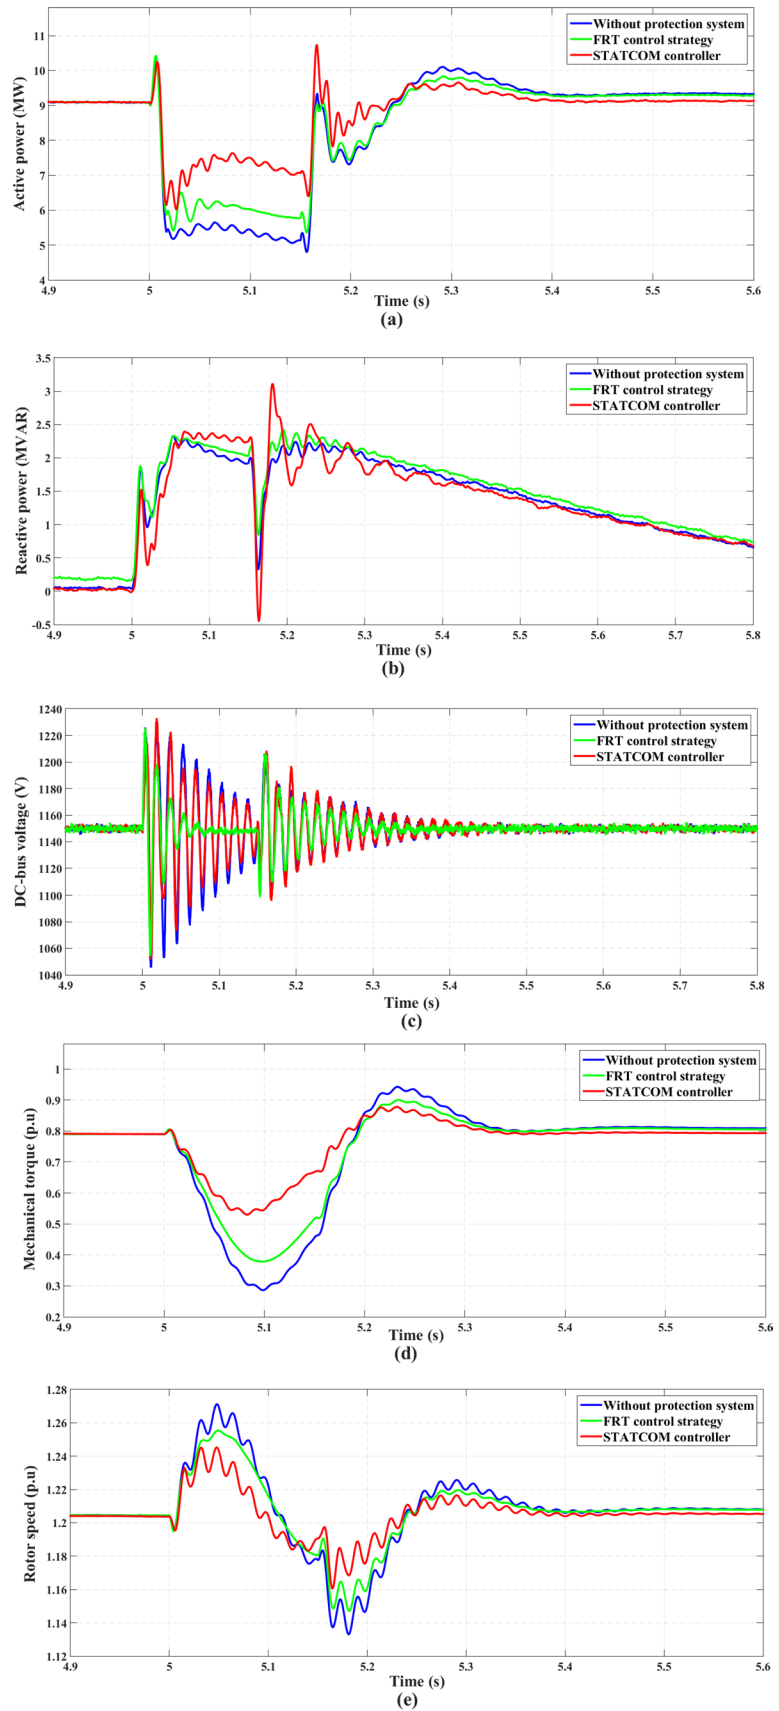 11
10
9
8
7
6
5
4
Active power (MW)
Without protection system
FRT control strategy
STATCOM controller
4.9 5 5.1 5.2 5.3 5.4 5.5 5.6
Time (s)
(a)
3.5
3
2.5
2
1.5
1
0.5
0
-0.5
Reactive power (MVAR)
Without protection system
FRT control strategy
STATCOM controller
4.9 5 5.1 5.2 5.3 5.4 5.5 5.6 5.7 5.8
Time (s)
(b)
1240
1220
1200
1180
1160
1140
1120
1100
1080
1060
1040
DC-bus voltage (V)
Without protection system
FRT control strategy
STATCOM controller
4.9 5 5.1 5.2 5.3 5.4 5.5 5.6 5.7 5.8
Time (s)
(c)
1
0.9
0.8
0.7
0.6
0.5
0.4
0.3
0.2
Mechanical torque (p.u)
Without protection system
FRT control strategy
STATCOM controller
4.9 5 5.1 5.2 5.3 5.4 5.5 5.6
Time (s)
(d)
1.28
1.26
1.24
1.22
1.2
1.18
1.16
1.14
1.12
Rotor speed (p.u)
Without protection system
FRT control strategy
STATCOM controller
4.9 5 5.1 5.2 5.3 5.4 5.5 5.6
Time (s)
(e)